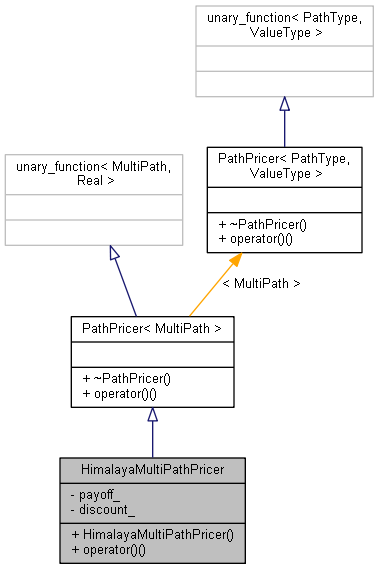 unary_function< PathType,
ValueType >
unary_function< MultiPath,
Real >
PathPricer< PathType,
ValueType >
+ ~PathPricer()
+ operator()()
< MultiPath >
PathPricer< MultiPath >
+ ~PathPricer()
+ operator()()
HimalayaMultiPathPricer
- payoff_
- discount_
+ HimalayaMultiPathPricer()
+ operator()()